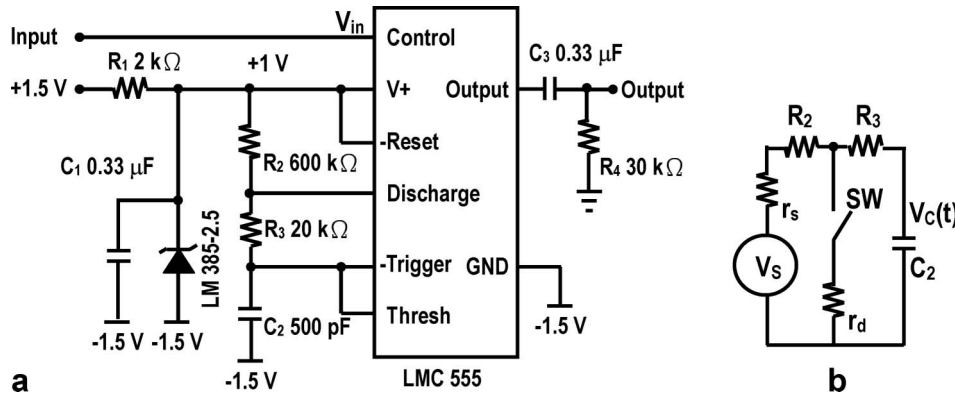 Input
V_in
Control
R₁ 2 kΩ
+1 V
C₃ 0.33 μF
+1.5 V
V+
Output
Output
-Reset
C₁ 0.33 μF
R₂ 600 kΩ
R₄ 30 kΩ
Discharge
LM 385-2.5
R₃ 20 kΩ
-Trigger
GND
Thresh
C₂ 500 pF
-1.5 V
-1.5 V
-1.5 V
-1.5 V
LMC 555
a
R₂
R₃
r_s
SW
V_C(t)
V_S
C₂
r_d
b